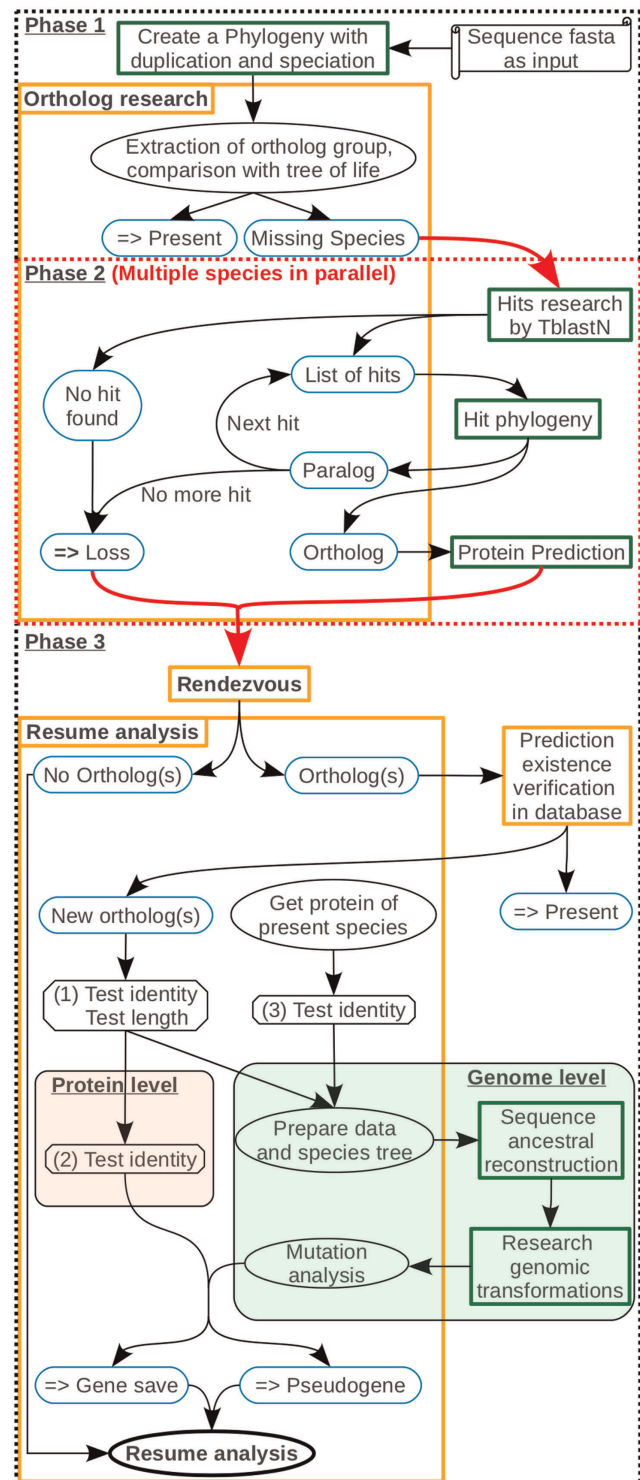 Phase 1
Create a Phylogeny with
duplication and speciation
Sequence fasta
as input
Ortholog research
Extraction of ortholog group,
comparison with tree of life
=> Present
Missing Species
Phase 2 (Multiple species in parallel)
Hits research
by TblastN
No hit
found
List of hits
Next hit
Hit phylogeny
Paralog
No more hit
=> Loss
Ortholog
Protein Prediction
Phase 3
Rendezvous
Resume analysis
No Ortholog(s)
Ortholog(s)
Prediction
existence
verification
in database
New ortholog(s)
Get protein of
present species
=> Present
(1) Test identity
Test length
(3) Test identity
Protein level
Genome level
(2) Test identity
Prepare data
and species tree
Sequence
ancestral
reconstruction
Mutation
analysis
Research
genomic
transformations
=> Gene save
=> Pseudogene
Resume analysis